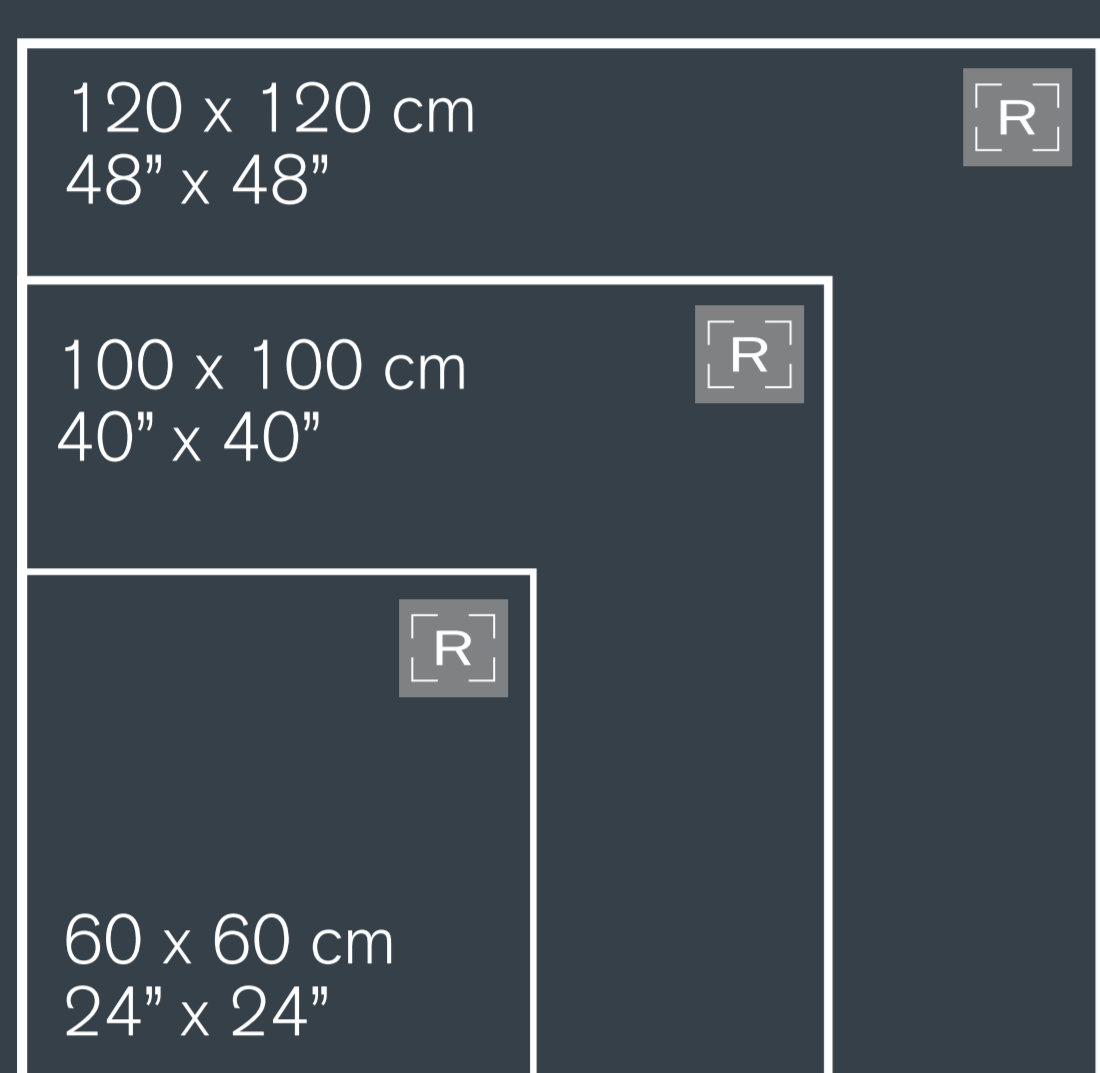 120 x 120 cm
48” x 48”
R
100 x 100 cm
40” x 40”
R
R
60 x 60 cm
24” x 24”